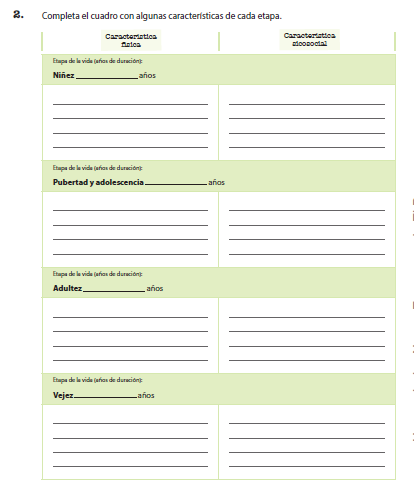 2. Completa el cuadro con algunas características de cada etapa.
Característica Característica
física sicosocial
Etapa de la vida (años de duración):
Niñez ____________ años
Etapa de la vida (años de duración):
Pubertad y adolescencia ____________ años
Etapa de la vida (años de duración):
Adultez ____________ años
Etapa de la vida (años de duración):
Vejez ____________ años